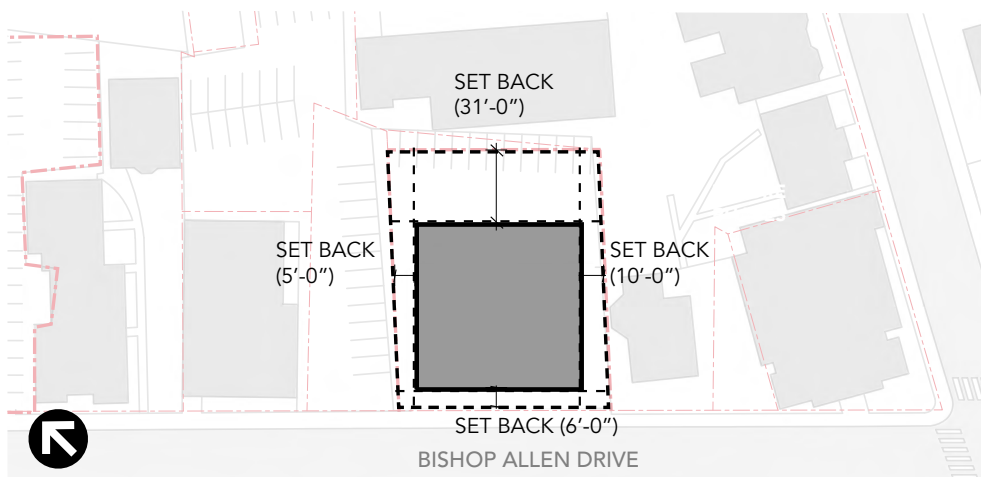 SET BACK
(31’-0”)
SET BACK
(5’-0”)
SET BACK
(10’-0”)
SET BACK (6’-0”)
BISHOP ALLEN DRIVE